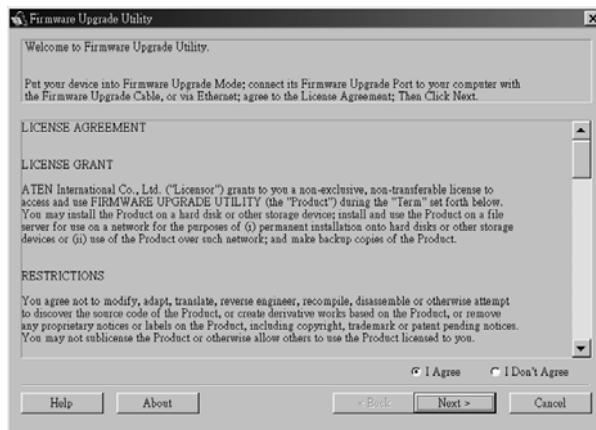 Firmware Upgrade Utility
Welcome to Firmware Upgrade Utility.
Put your device into Firmware Upgrade Mode; connect its Firmware Upgrade Port to your computer with
the Firmware Upgrade Cable, or via Ethernet; agree to the License Agreement; Then Click Next.
LICENSE AGREEMENT
LICENSE GRANT
ATEN International Co., Ltd. ("Licensor") grants to you a non-exclusive, non-transferable license to
access and use FIRMWARE UPGRADE UTILITY (the "Product") during the "Term" set forth below.
You may install the Product on a hard disk or other storage device; install and use the Product on a file
server for use on a network for the purposes of (i) permanent installation onto hard disks or other storage
devices or (ii) use of the Product over such network; and make backup copies of the Product.
RESTRICTIONS
You agree not to modify, adapt, translate, reverse engineer, recompile, disassemble or otherwise attempt
to discover the source code of the Product, or create derivative works based on the Product, or remove
any proprietary notices or labels on the Product, including copyright, trademark or patent pending notices.
You may not sublicense the Product or otherwise allow others to use the Product licensed to you.
I Agree I Don't Agree
Help About < Back Next > Cancel